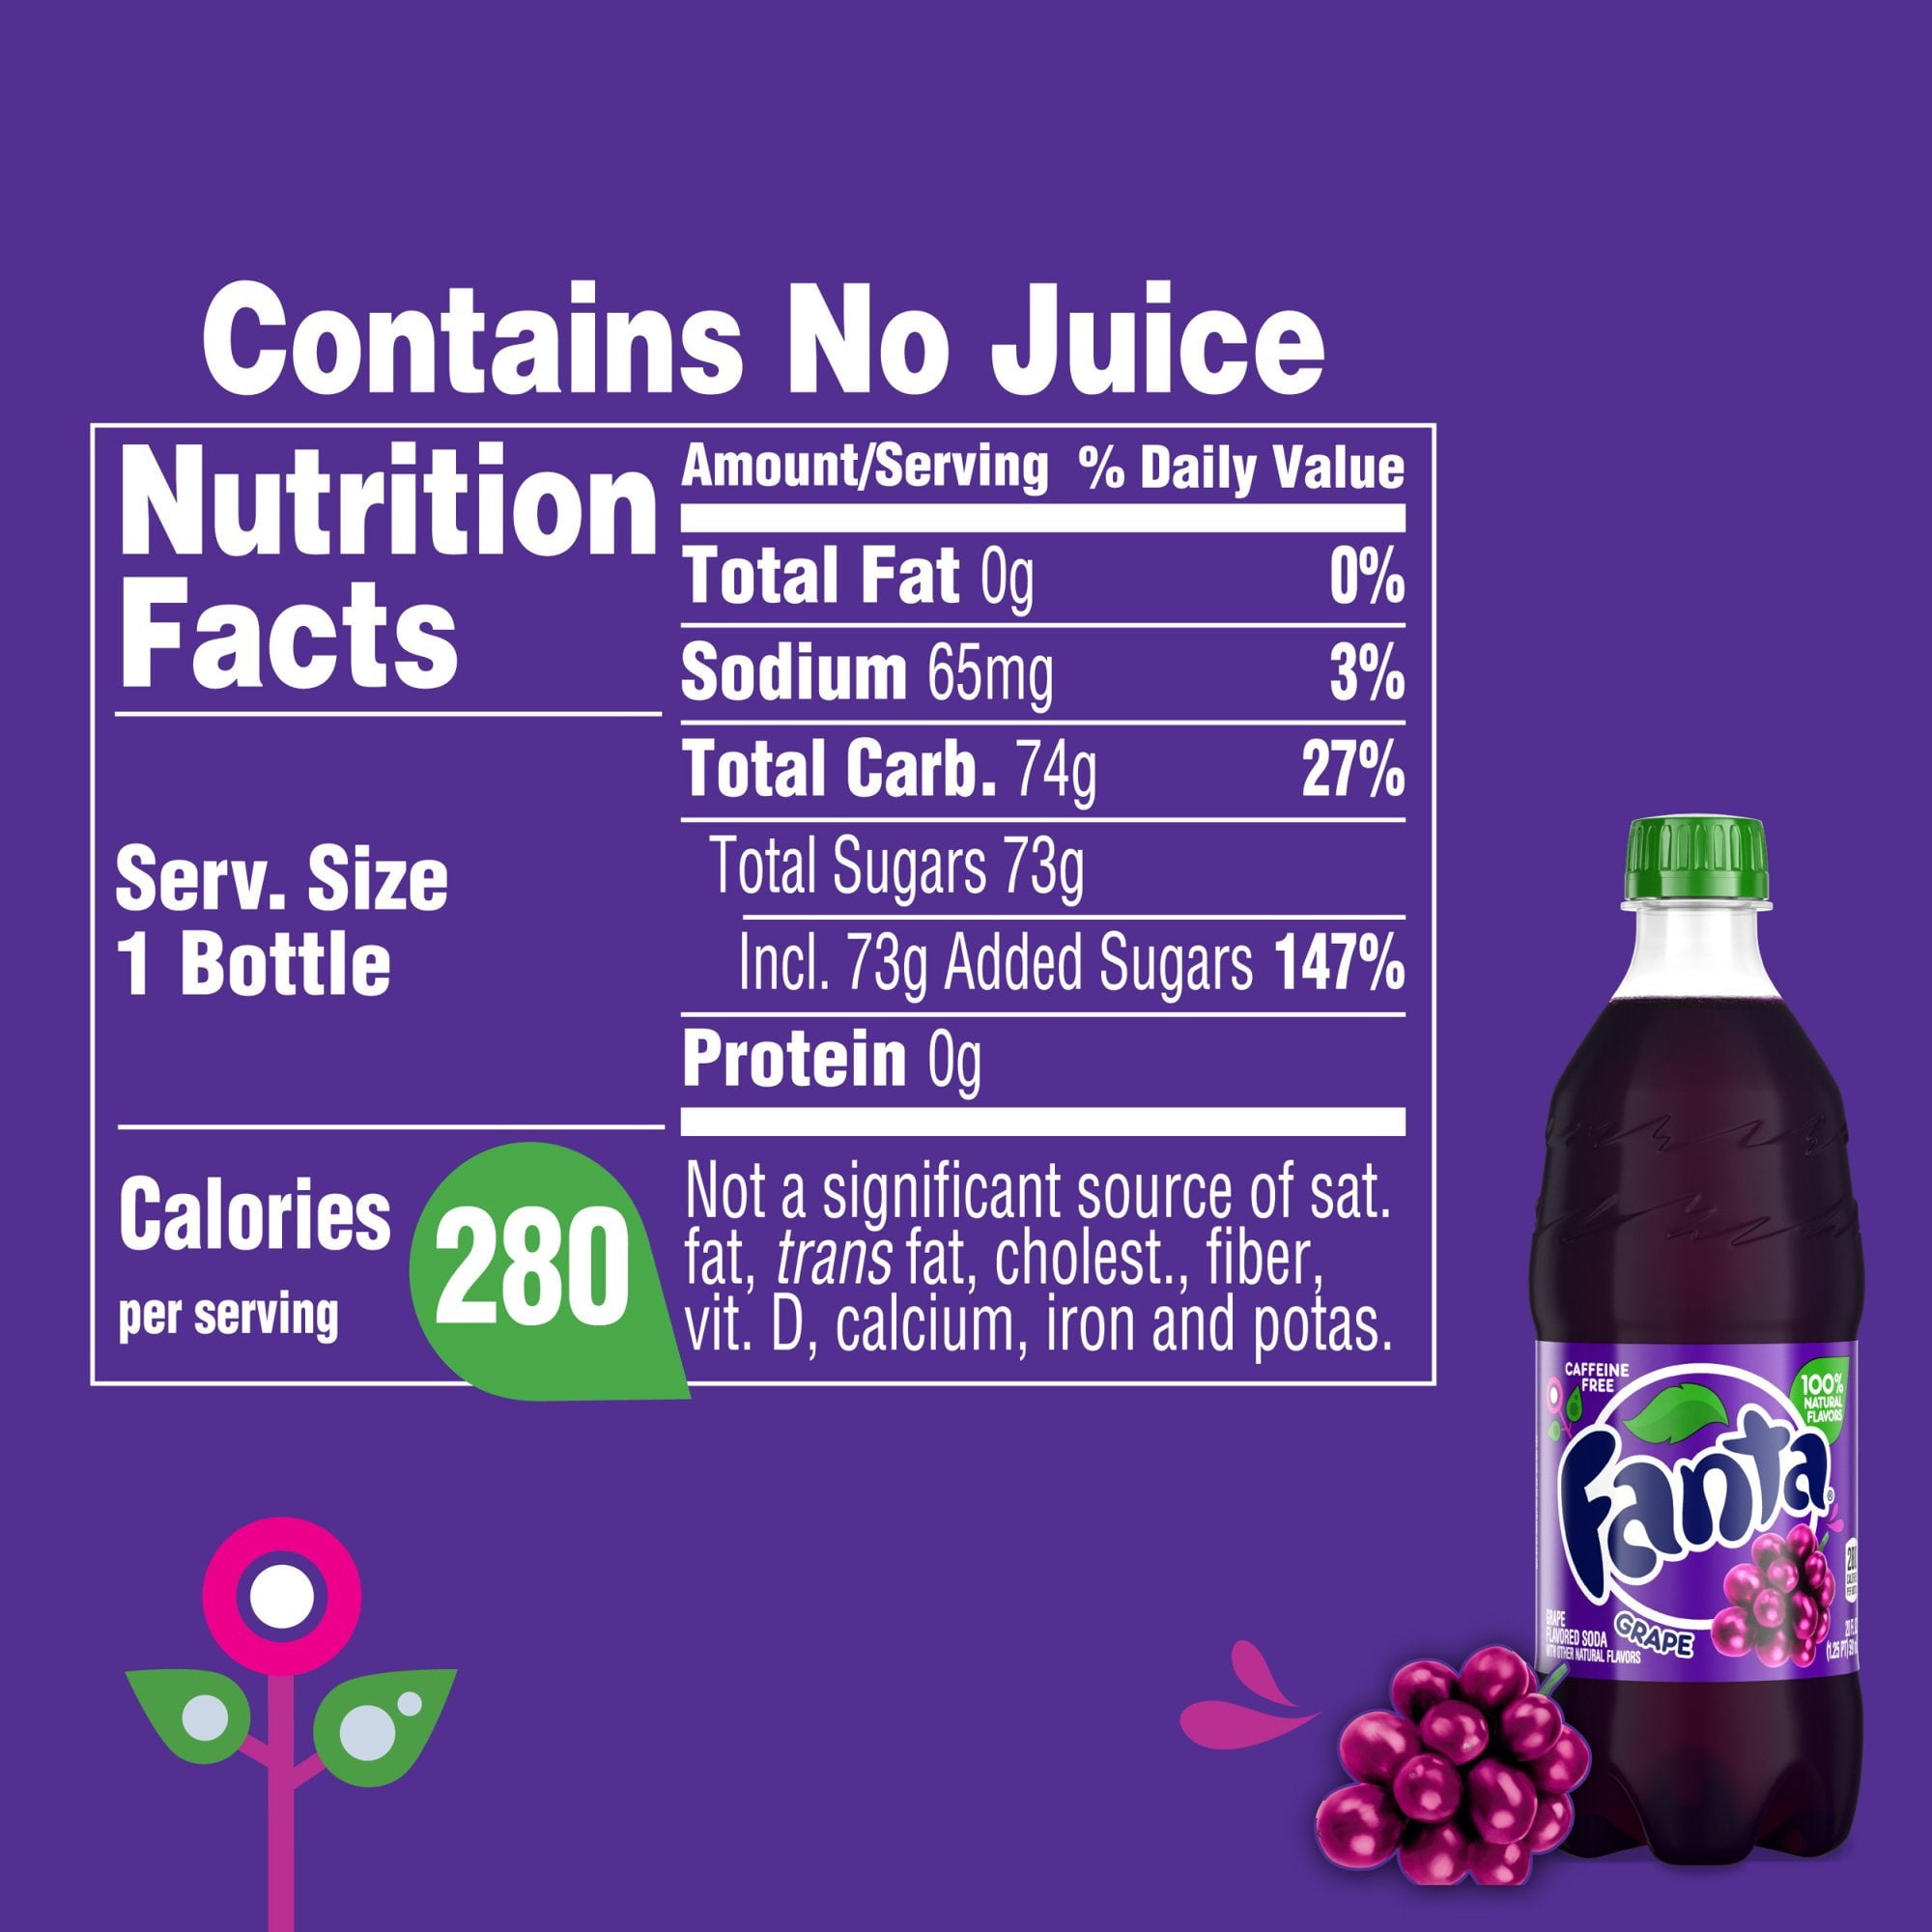 Contains No Juice
Nutrition
Facts
Serv. Size
1 Bottle
Calories
per serving
280
Amount/Serving % Daily Value
Total Fat 0g 0%
Sodium 65mg 3%
Total Carb. 74g 27%
Total Sugars 73g
Incl. 73g Added Sugars 147%
Protein 0g
Not a significant source of sat.
fat, trans fat, cholest., fiber,
vit. D, calcium, iron and potas.
CAFFEINE
FREE
100%
NATURAL
FLAVORS
Fanta®
GRAPE
GRAPE
FLAVORED SODA
WITH OTHER NATURAL FLAVORS